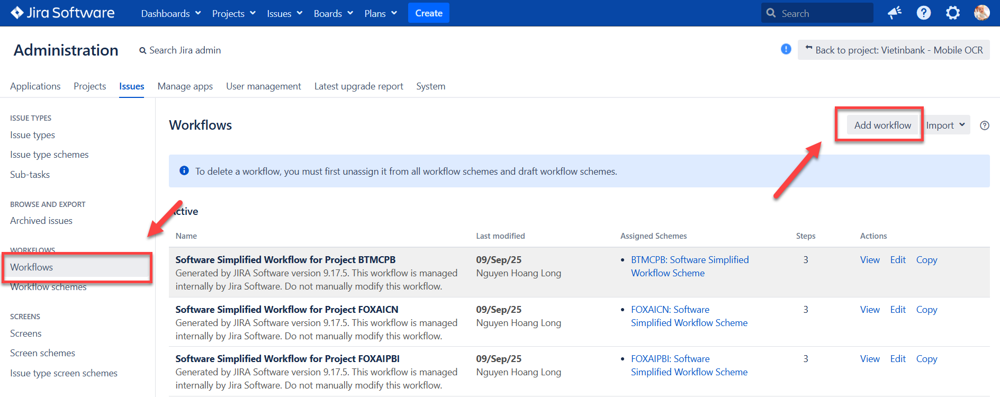 Jira Software Dashboards Projects Issues Boards Plans Create Search
Administration Search Jira admin Back to project: Vietinbank - Mobile OCR
Applications Projects Issues Manage apps User management Latest upgrade report System
ISSUE TYPES
Issue types
Issue type schemes
Sub-tasks
BROWSE AND EXPORT
Archived issues
WORKFLOWS
Workflows
Workflow schemes
SCREENS
Screens
Screen schemes
Issue type screen schemes
Workflows
Add workflow Import
To delete a workflow, you must first unassign it from all workflow schemes and draft workflow schemes.
Active
Name Last modified Assigned Schemes Steps Actions
Software Simplified Workflow for Project BTMCPB
Generated by JIRA Software version 9.17.5. This workflow is managed
internally by Jira Software. Do not manually modify this workflow.
09/Sep/25
Nguyen Hoang Long
• BTMCPB: Software Simplified
Workflow Scheme
3
View Edit Copy
Software Simplified Workflow for Project FOXAICN
Generated by JIRA Software version 9.17.5. This workflow is managed
internally by Jira Software. Do not manually modify this workflow.
09/Sep/25
Nguyen Hoang Long
• FOXAICN: Software
Simplified Workflow Scheme
3
View Edit Copy
Software Simplified Workflow for Project FOXAIPBI
Generated by JIRA Software version 9.17.5. This workflow is managed
internally by Jira Software. Do not manually modify this workflow.
09/Sep/25
Nguyen Hoang Long
• FOXAIPBI: Software
Simplified Workflow Scheme
3
View Edit Copy